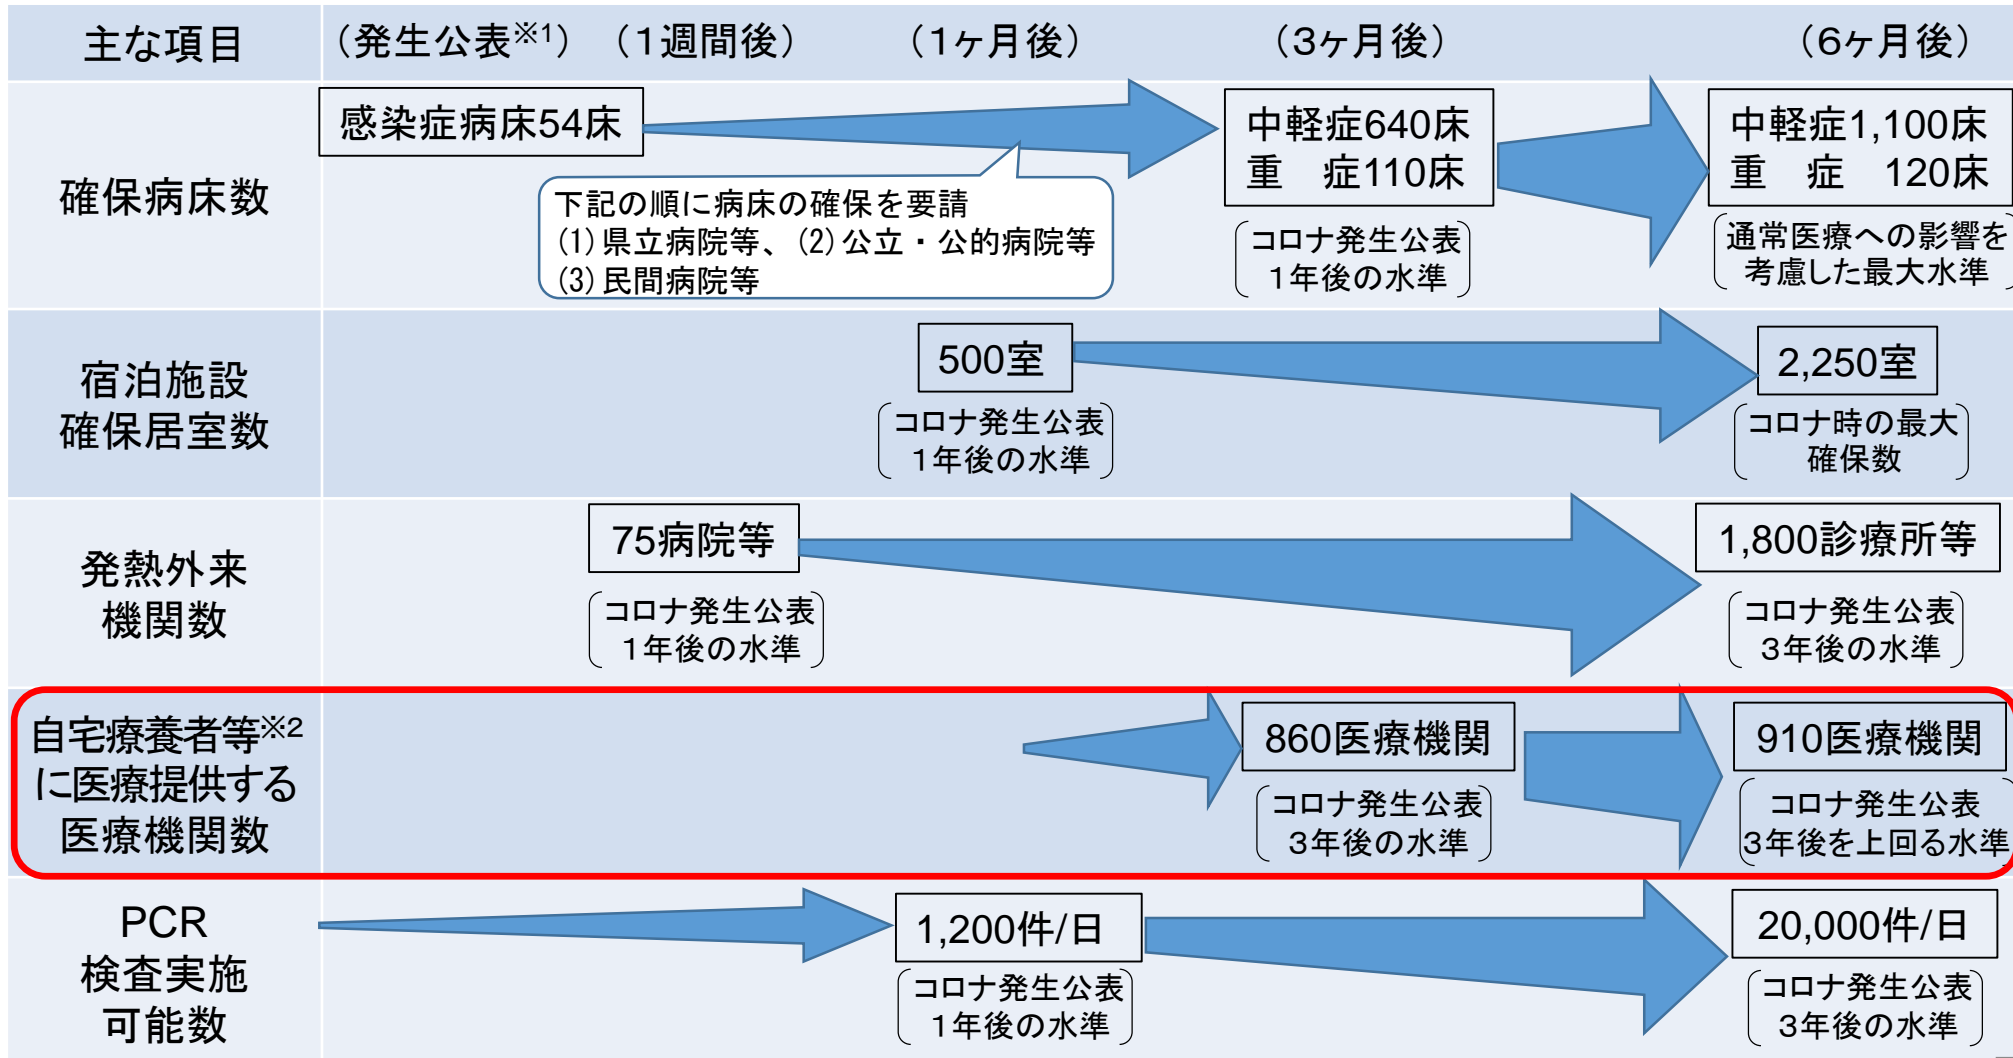 主な項目
（発生公表※1）
（1週間後）
（1ヶ月後）
（3ヶ月後）
（6ヶ月後）
確保病床数
感染症病床54床
下記の順に病床の確保を要請
(1)県立病院等、(2)公立・公的病院等
(3)民間病院等
中軽症640床
重　症110床
コロナ発生公表
1年後の水準
中軽症1,100床
重　症　120床
通常医療への影響を
考慮した最大水準
宿泊施設
確保居室数
500室
コロナ発生公表
1年後の水準
2,250室
コロナ時の最大
確保数
発熱外来
機関数
75病院等
コロナ発生公表
1年後の水準
1,800診療所等
コロナ発生公表
3年後の水準
自宅療養者等※2
に医療提供する
医療機関数
860医療機関
コロナ発生公表
3年後の水準
910医療機関
コロナ発生公表
3年後を上回る水準
PCR
検査実施
可能数
1,200件/日
コロナ発生公表
1年後の水準
20,000件/日
コロナ発生公表
3年後の水準